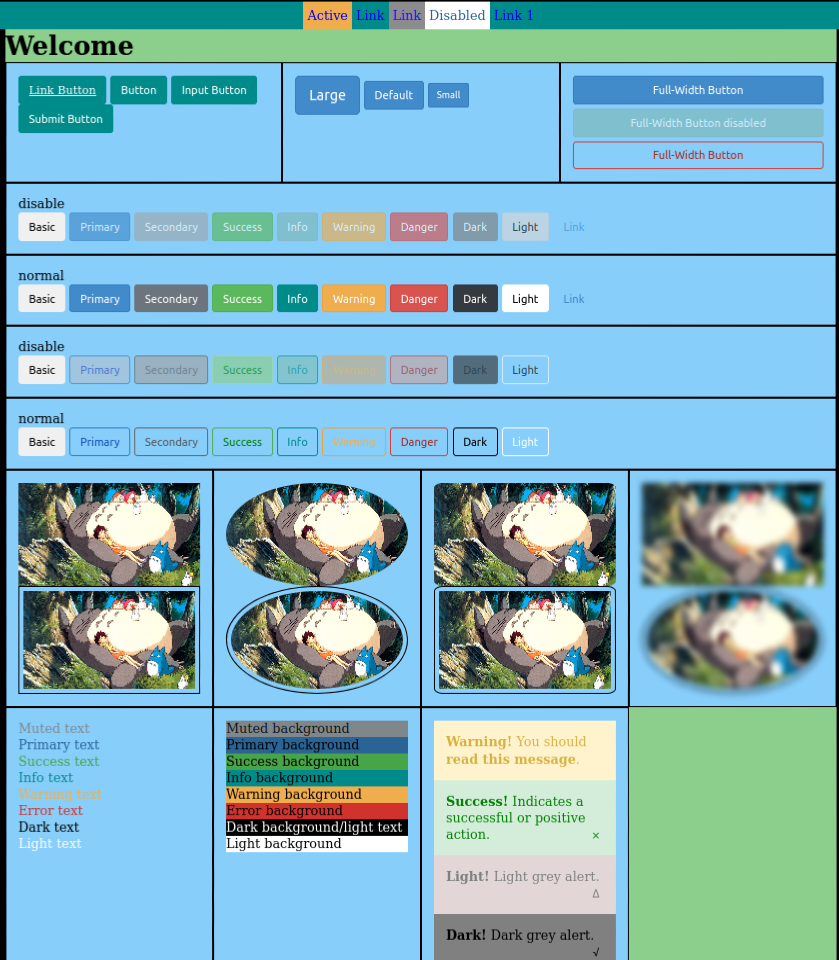 Active Link Link Disabled Link 1
Welcome
Link Button Button Input Button
Submit Button
Large Default Small
Full-Width Button
Full-Width Button disabled
Full-Width Button
disable
Basic Primary Secondary Success Info Warning Danger Dark Light Link
normal
Basic Primary Secondary Success Info Warning Danger Dark Light Link
disable
Basic Primary Secondary Success Info Warning Danger Dark Light
normal
Basic Primary Secondary Success Info Warning Danger Dark Light
Muted text
Primary text
Success text
Info text
Warning text
Error text
Dark text
Light text
Muted background
Primary background
Success background
Info background
Warning background
Error background
Dark background/light text
Light background
Warning! You should
read this message.
Success! Indicates a
successful or positive
action. ×
Light! Light grey alert.
Δ
Dark! Dark grey alert.
√